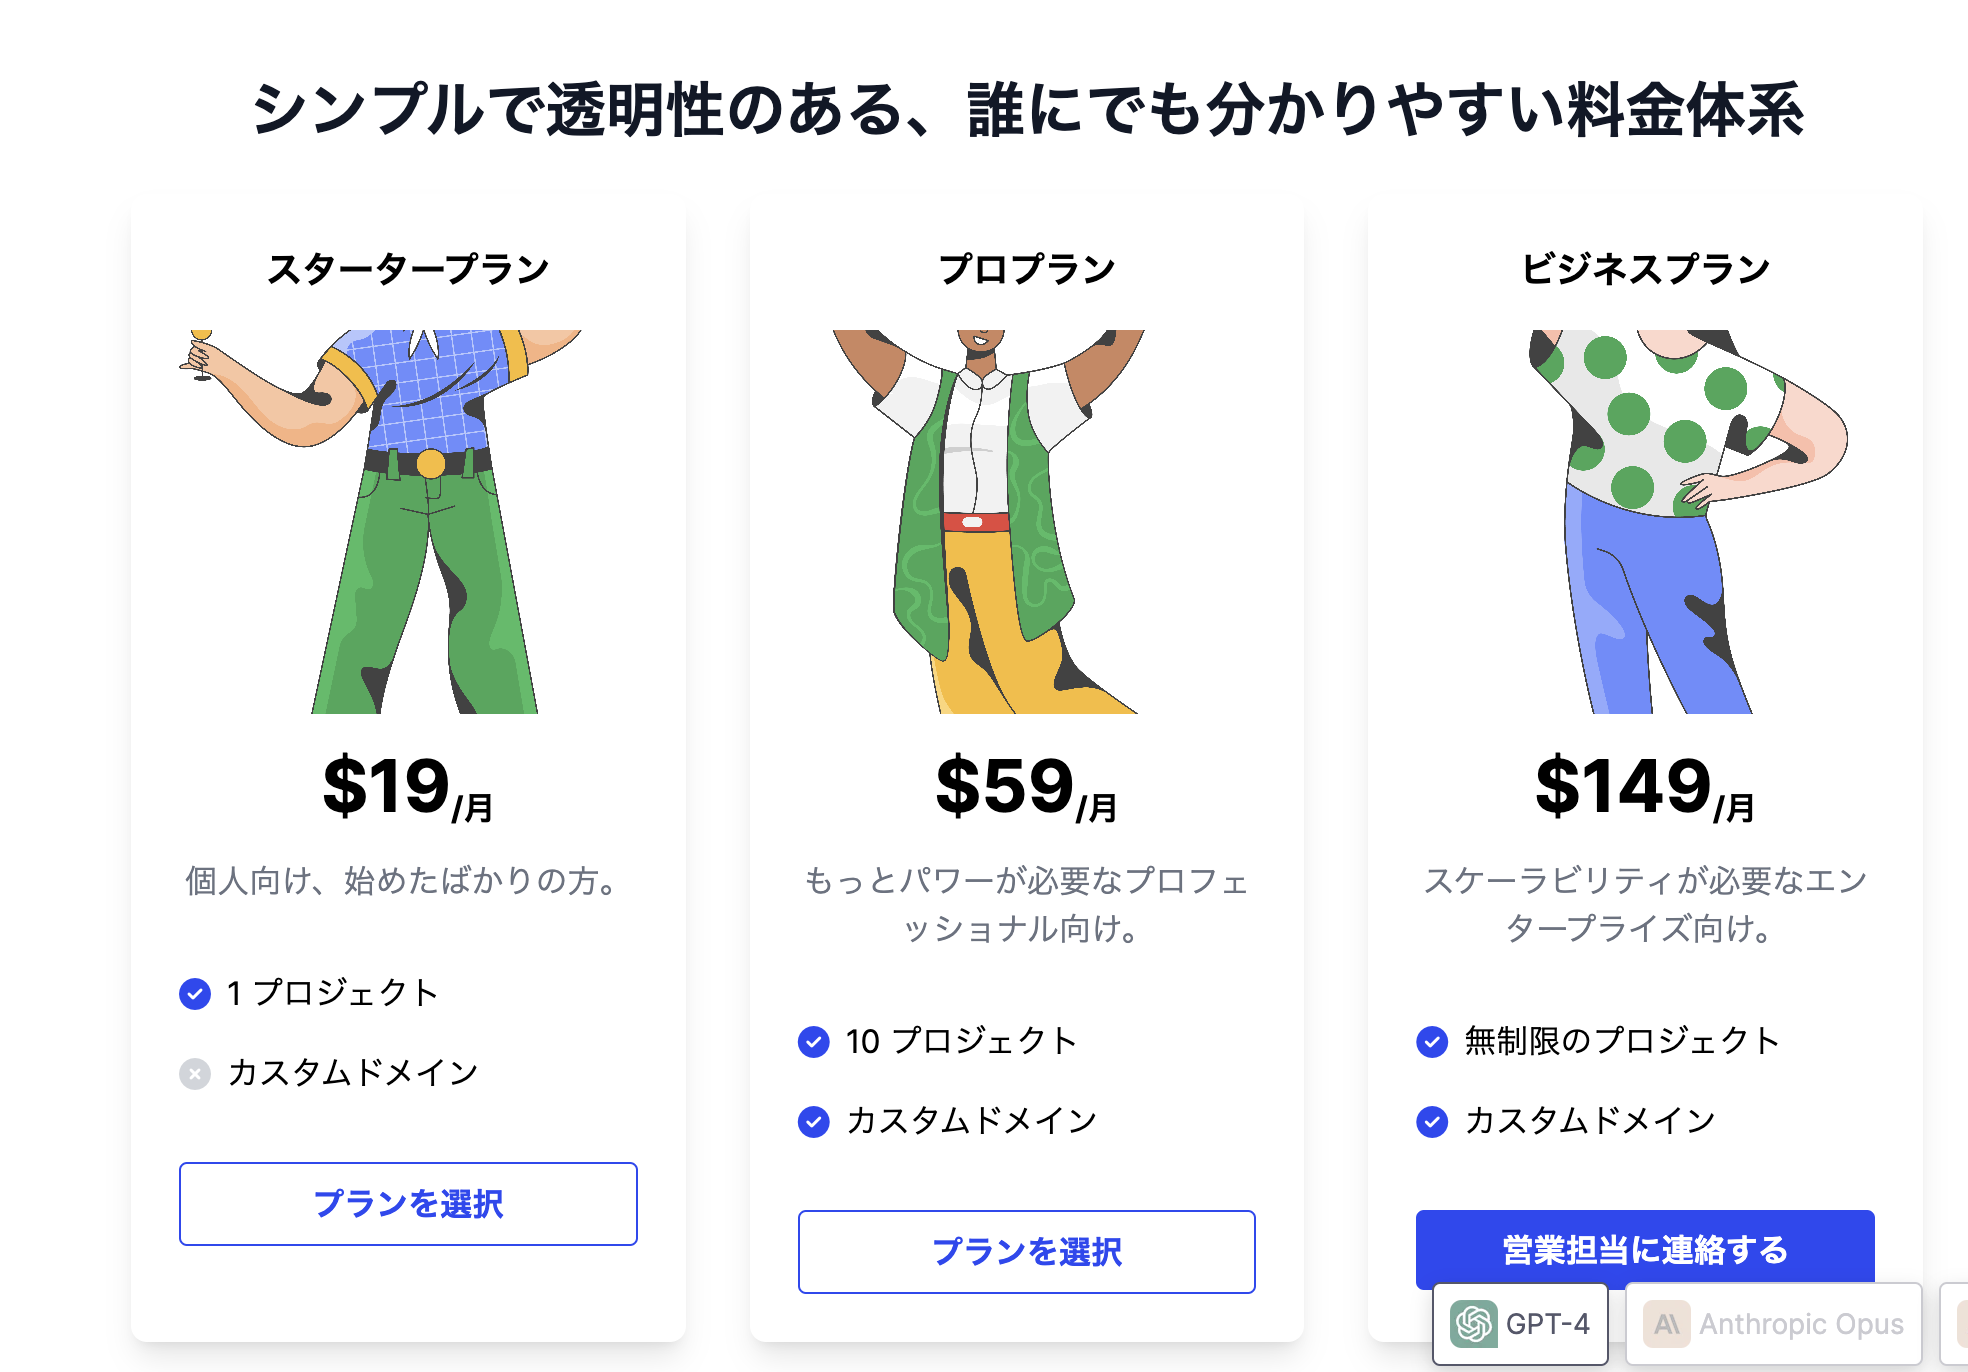 シンプルで透明性のある、誰にでも分かりやすい料金体系
スタータープラン
$19/月
個人向け、始めたばかりの方。
1 プロジェクト
カスタムドメイン
プランを選択
プロプラン
$59/月
もっとパワーが必要なプロフェ
ッショナル向け。
10 プロジェクト
カスタムドメイン
プランを選択
ビジネスプラン
$149/月
スケーラビリティが必要なエン
タープライズ向け。
無制限のプロジェクト
カスタムドメイン
営業担当に連絡する
GPT-4
A\ Anthropic Opus